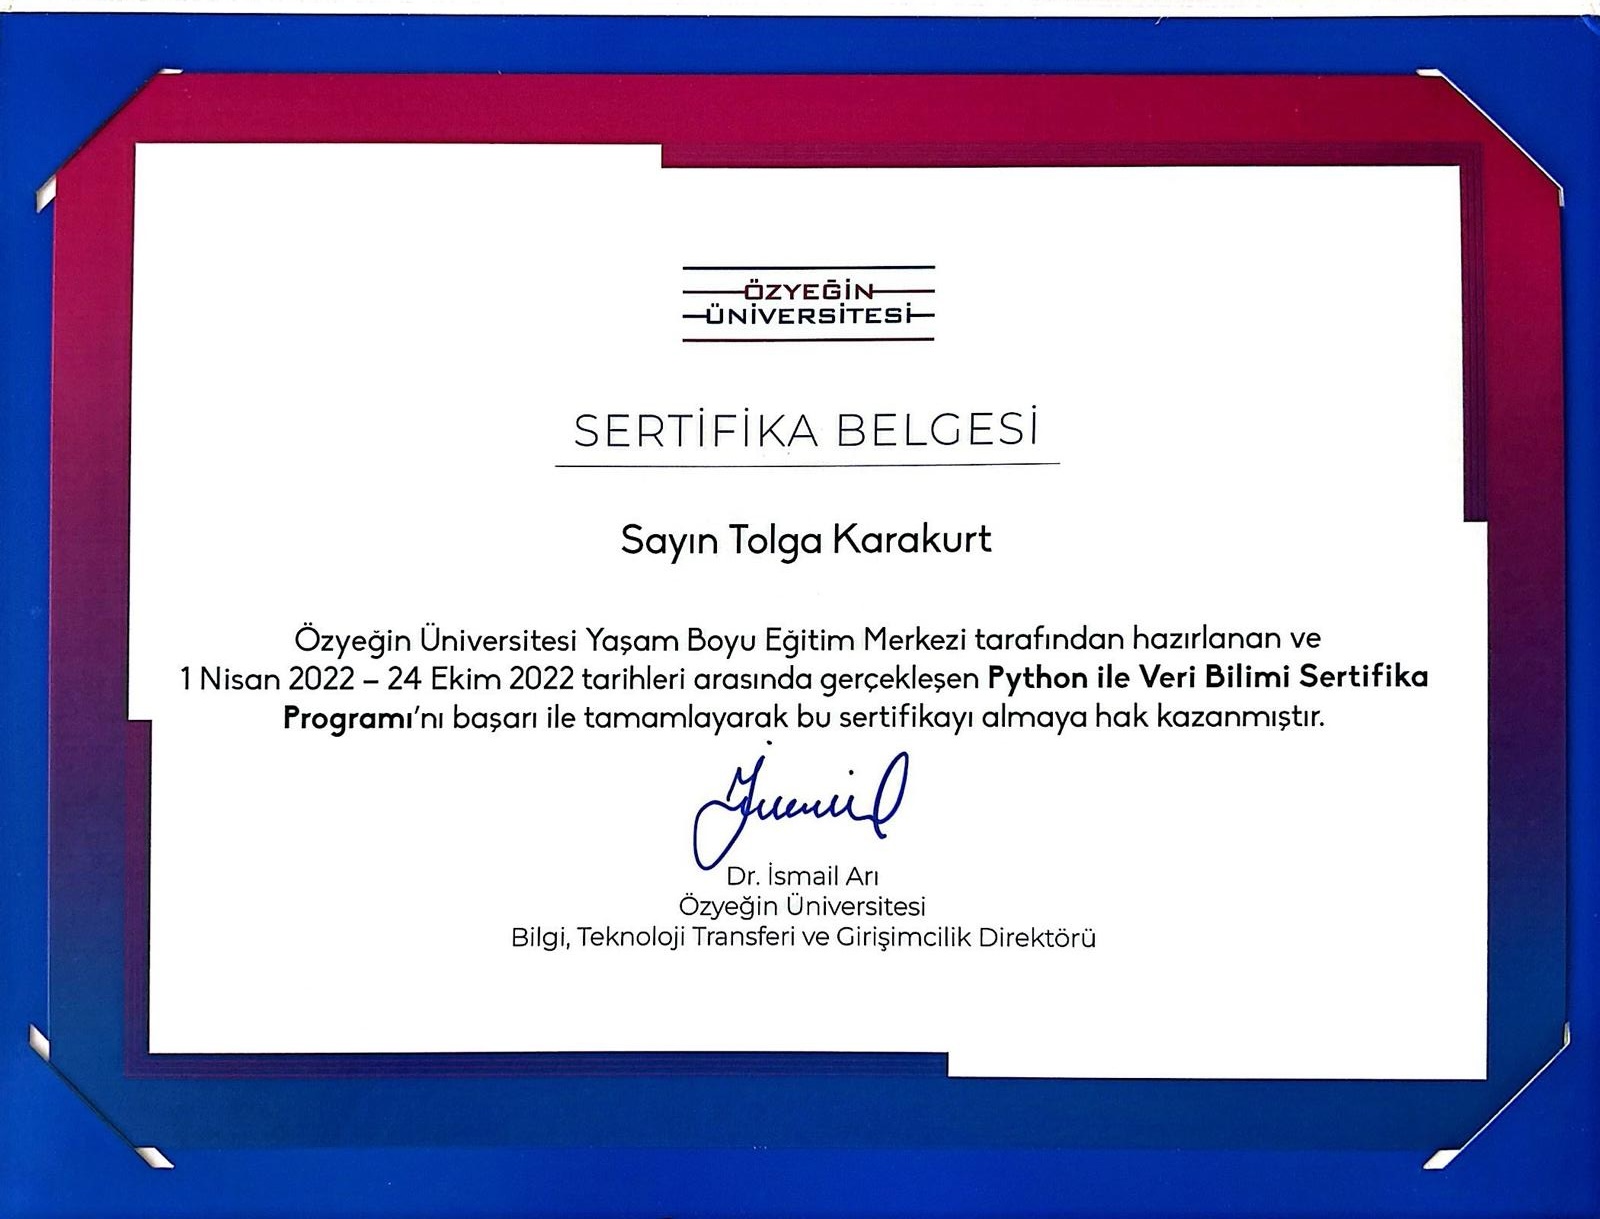 ÖZYEĞİN
ÜNİVERSİTESİ
SERTİFİKA BELGESİ
Sayın Tolga Karakurt
Özyeğin Üniversitesi Yaşam Boyu Eğitim Merkezi tarafından hazırlanan ve
1 Nisan 2022 – 24 Ekim 2022 tarihleri arasında gerçekleşen Python ile Veri Bilimi Sertifika
Programı'nı başarı ile tamamlayarak bu sertifikayı almaya hak kazanmıştır.
Dr. İsmail Arı
Özyeğin Üniversitesi
Bilgi, Teknoloji Transferi ve Girişimcilik Direktörü